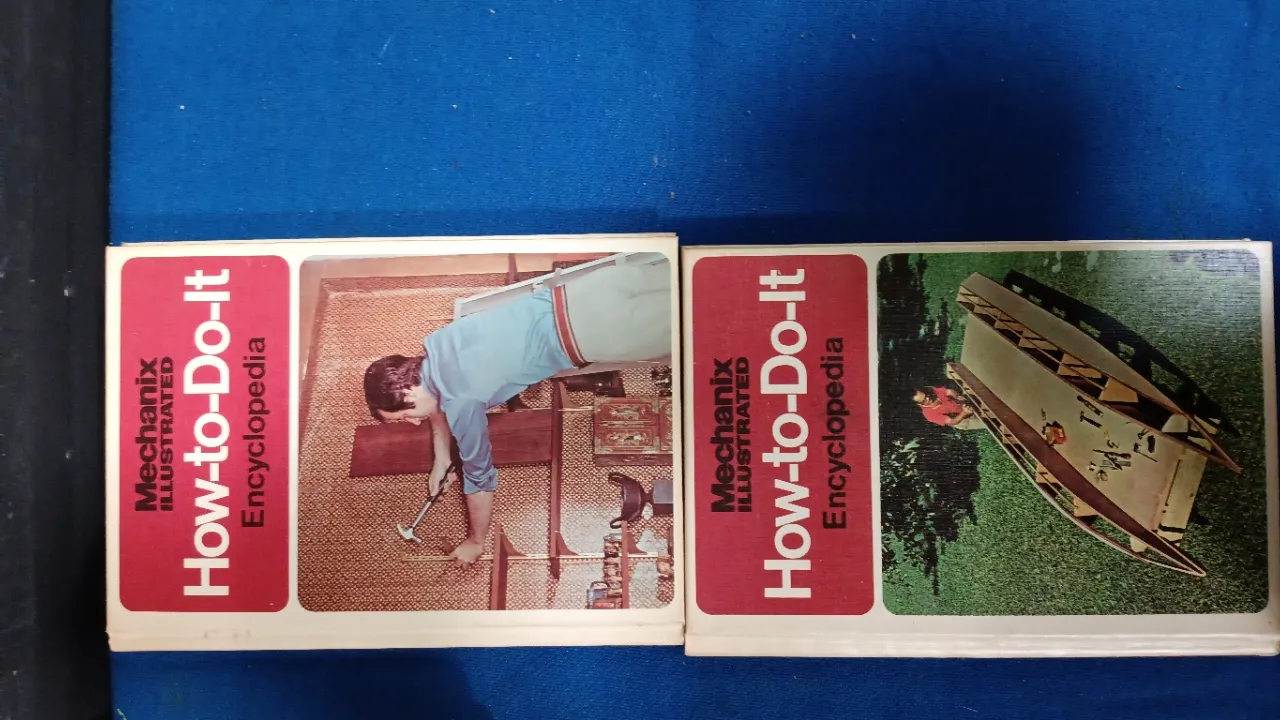 Mechanix
ILLUSTRATED
How-to-Do-It
Encyclopedia
Mechanix
ILLUSTRATED
How-to-Do-It
Encyclopedia